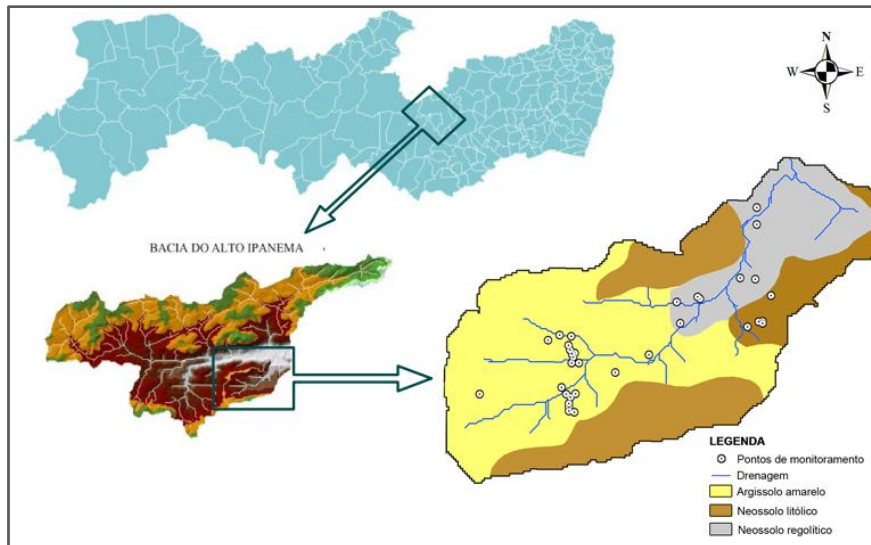 N
W
E
S
BACIA DO ALTO IPANEMA
LEGENDA
Pontos de monitoramento
Drenagem
Argissolo amarelo
Neossolo litólico
Neossolo regolítico